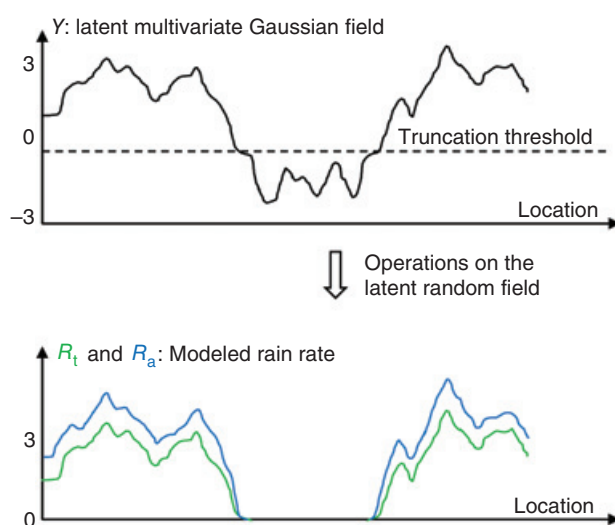 Y: latent multivariate Gaussian field
3
0
Truncation threshold
–3
Location
Operations on the
latent random field
Rt and Ra: Modeled rain rate
3
0
Location